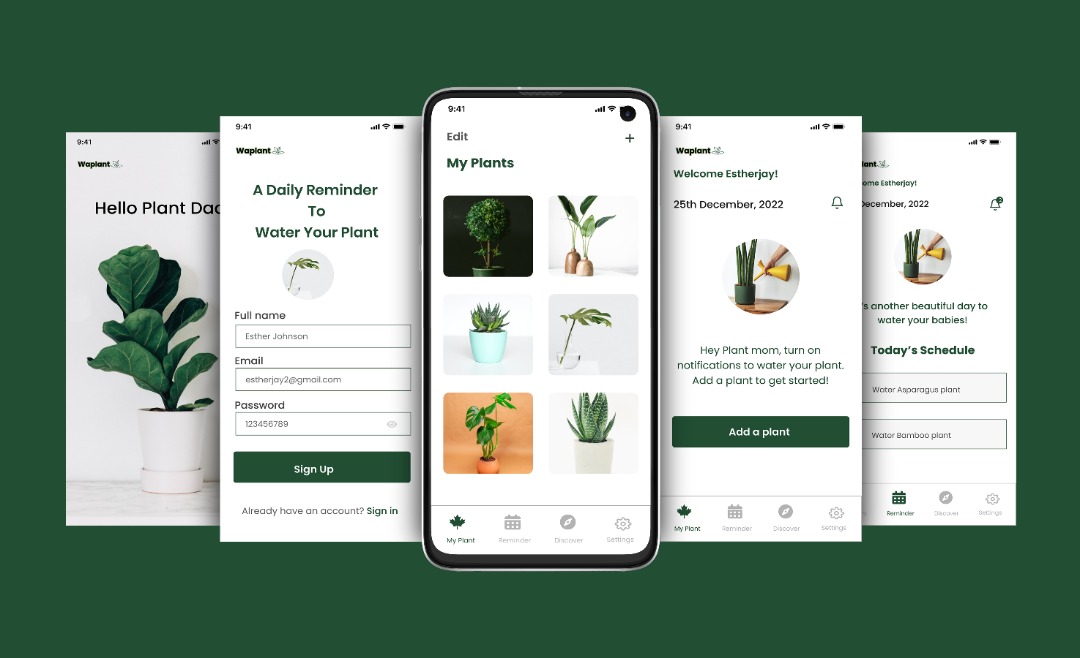 9:41
Waplant
Hello Plant Dad
9:41
Waplant
A Daily Reminder
To
Water Your Plant
Full name
Esther Johnson
Email
estherjay2@gmail.com
Password
123456789
Sign Up
Already have an account? Sign in
9:41
Edit
+
My Plants
My Plant
Reminder
Discover
Settings
9:41
Waplant
Welcome Estherjay!
25th December, 2022
Hey Plant mom, turn on
notifications to water your plant.
Add a plant to get started!
Add a plant
My Plant
Reminder
Discover
Settings
lant
ome Estherjay!
December, 2022
's another beautiful day to
water your babies!
Today's Schedule
Water Asparagus plant
Water Bamboo plant
Reminder
Discover
Settings